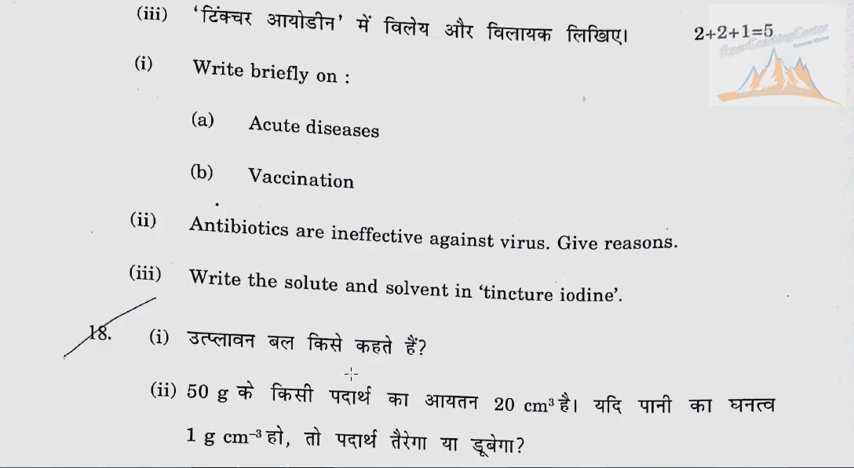 (iii) 'टिंक्चर आयोडीन' में विलेय और विलायक लिखिए। 2+2+1=5
(i) Write briefly on :
(a) Acute diseases
(b) Vaccination
(ii) Antibiotics are ineffective against virus. Give reasons.
(iii) Write the solute and solvent in 'tincture iodine'.
18. (i) उत्प्लावन बल किसे कहते हैं?
(ii) 50 g के किसी पदार्थ का आयतन 20 cm³ है। यदि पानी का घनत्व
1 g cm⁻³ हो, तो पदार्थ तैरेगा या डूबेगा?